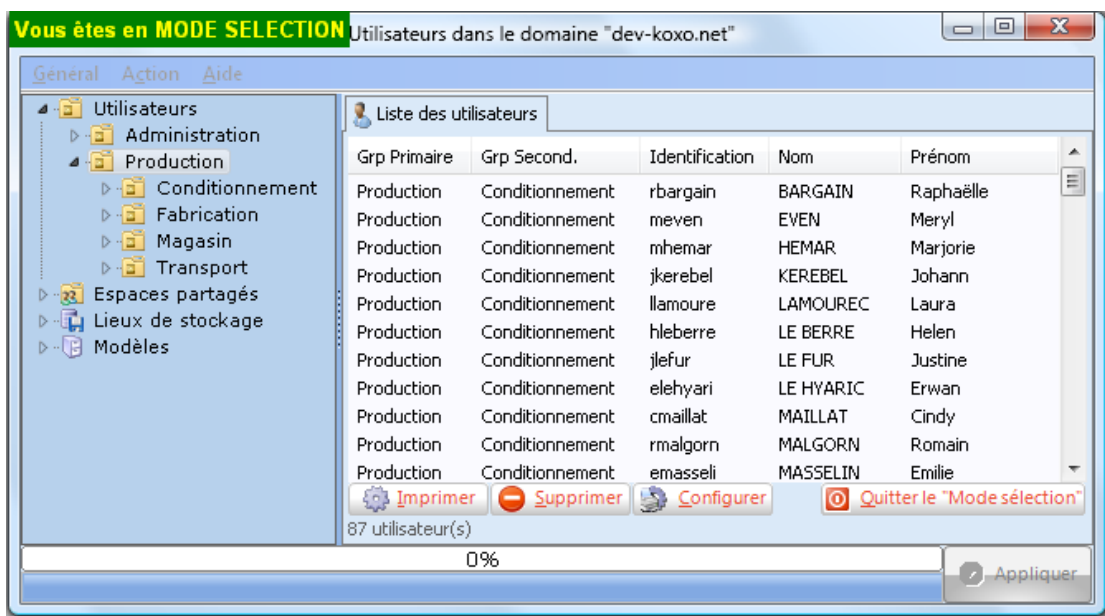 Vous êtes en MODE SELECTION Utilisateurs dans le domaine "dev-koxo.net"
Général Action Aide
Utilisateurs
Administration
Production
Conditionnement
Fabrication
Magasin
Transport
Espaces partagés
Lieux de stockage
Modèles
Liste des utilisateurs
Grp Primaire Grp Second. Identification Nom Prénom
Production Conditionnement rbargain BARGAIN Raphaëlle
Production Conditionnement meven EVEN Meryl
Production Conditionnement mhemar HEMAR Marjorie
Production Conditionnement jkerebel KEREBEL Johann
Production Conditionnement llamoure LAMOUREC Laura
Production Conditionnement hleberre LE BERRE Helen
Production Conditionnement jlefur LE FUR Justine
Production Conditionnement elehyari LE HYARIC Erwan
Production Conditionnement cmaillat MAILLAT Cindy
Production Conditionnement rmalgorn MALGORN Romain
Production Conditionnement emasseli MASSELIN Emilie
Imprimer Supprimer Configurer Quitter le "Mode sélection"
87 utilisateur(s)
0%
Appliquer